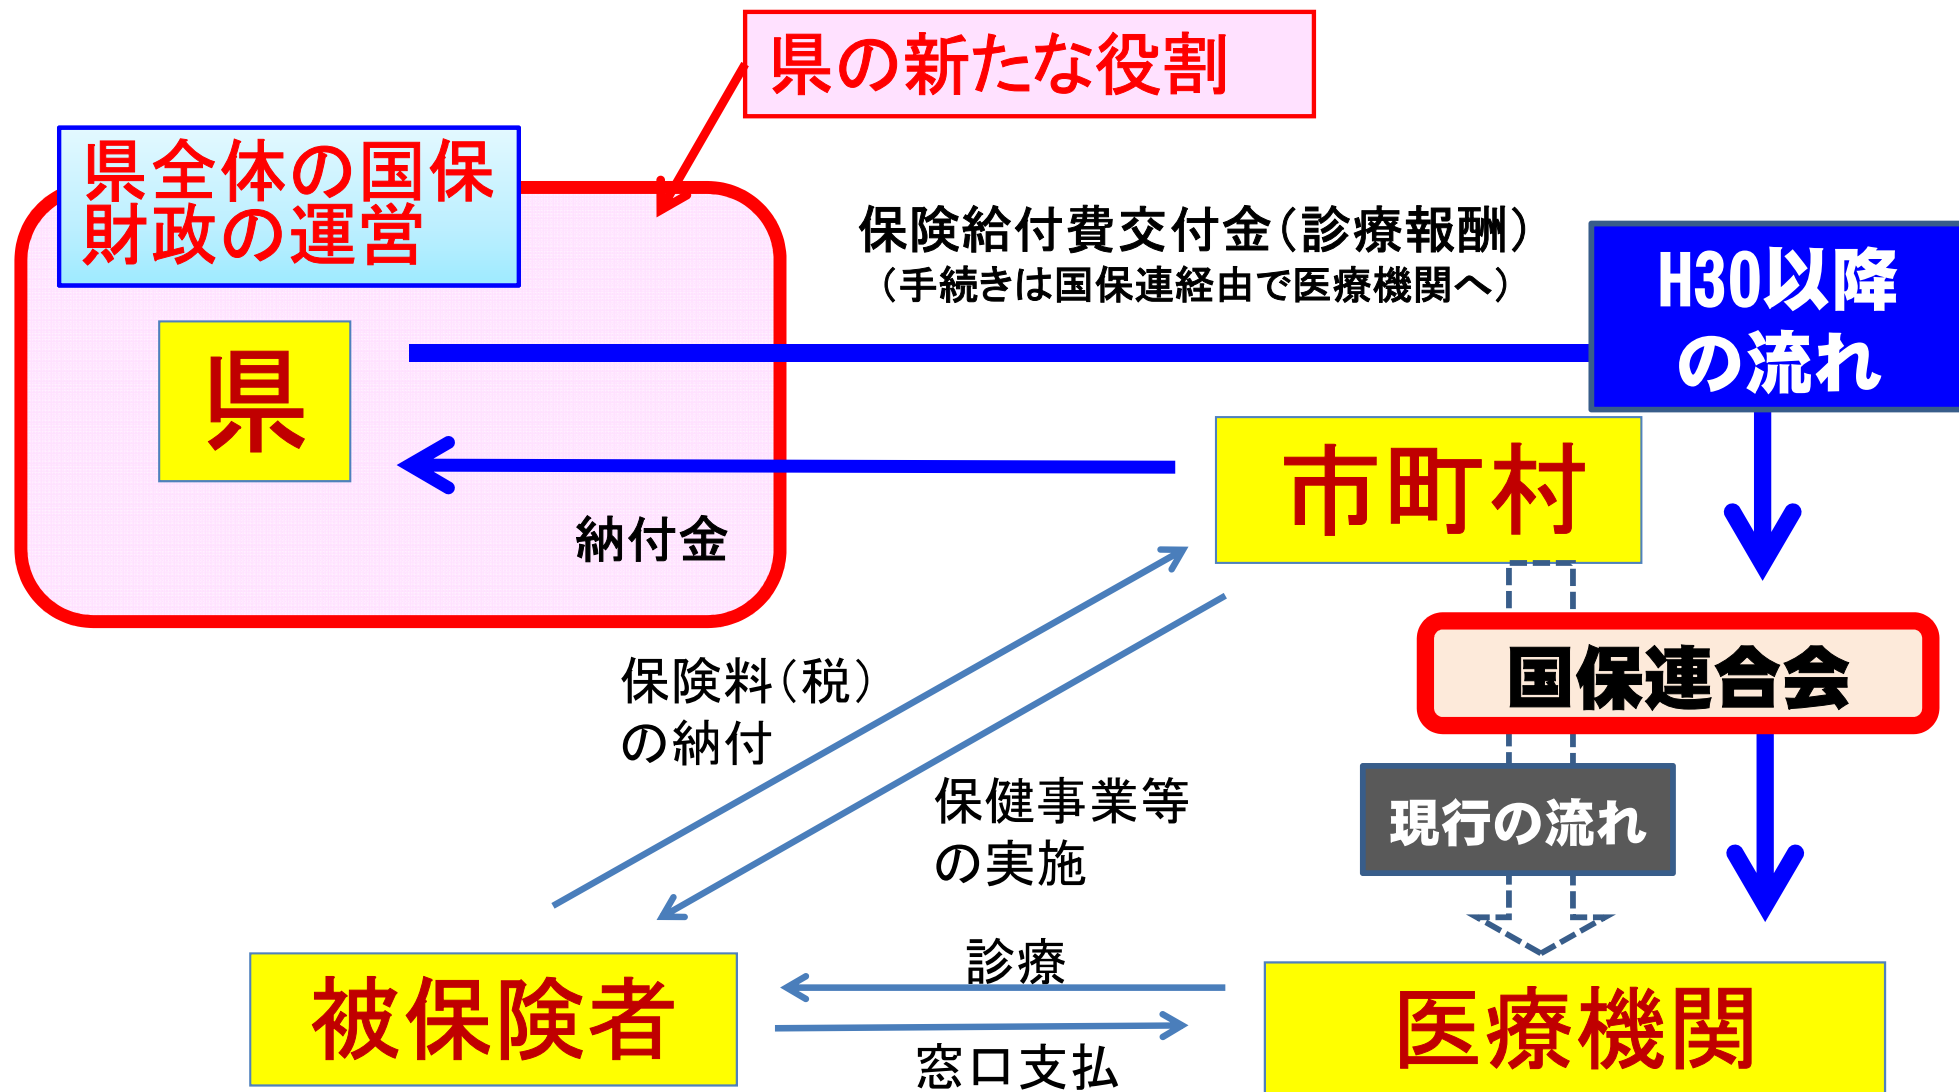 県の新たな役割
県全体の国保
財政の運営
保険給付費交付金（診療報酬）
（手続きは国保連経由で医療機関へ）
H30以降
の流れ
県
市町村
納付金
国保連合会
保険料（税）
の納付
現行の流れ
保健事業等
の実施
診療
被保険者
医療機関
窓口支払